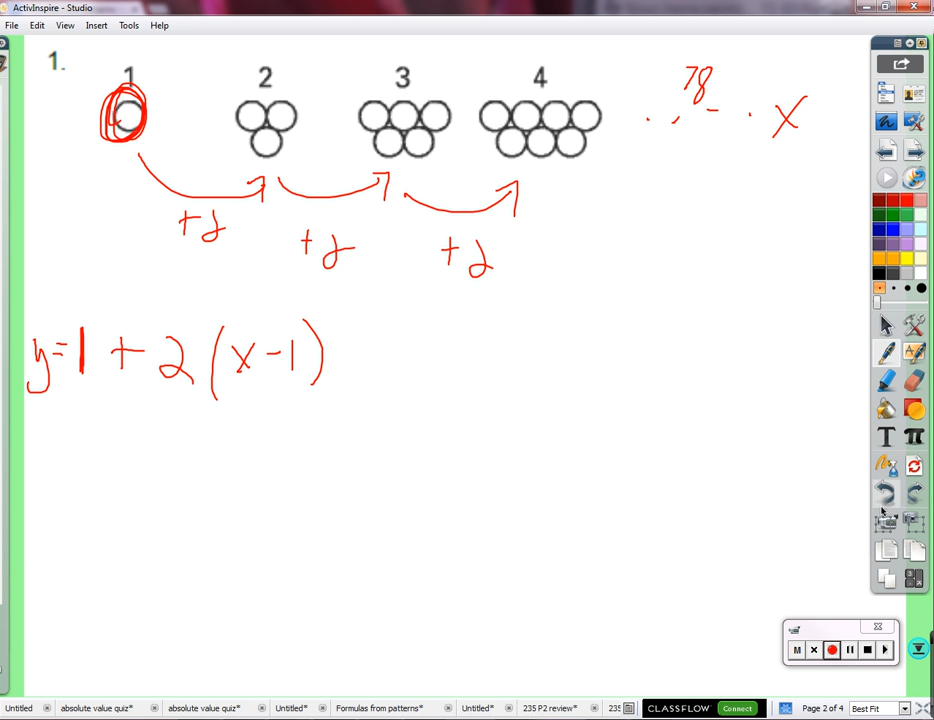 ActivInspire - Studio
File Edit View Insert Tools Help
1.
1 2 3 4
78
X
+2
+2
+2
y=1 + 2(x-1)
T π
M x
Untitled absolute value quiz* absolute value quiz* Untitled* Formulas from patterns* Untitled* 235 P2 review* 235 CLASSFLOW Connect Page 2 of 4 Best Fit